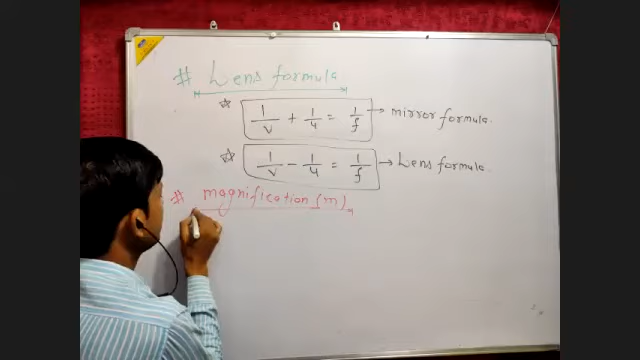 # Lens formula
☆ 1/v + 1/u = 1/f → mirror formula.
☆ 1/v - 1/u = 1/f → Lens formula.
# magnification (m)